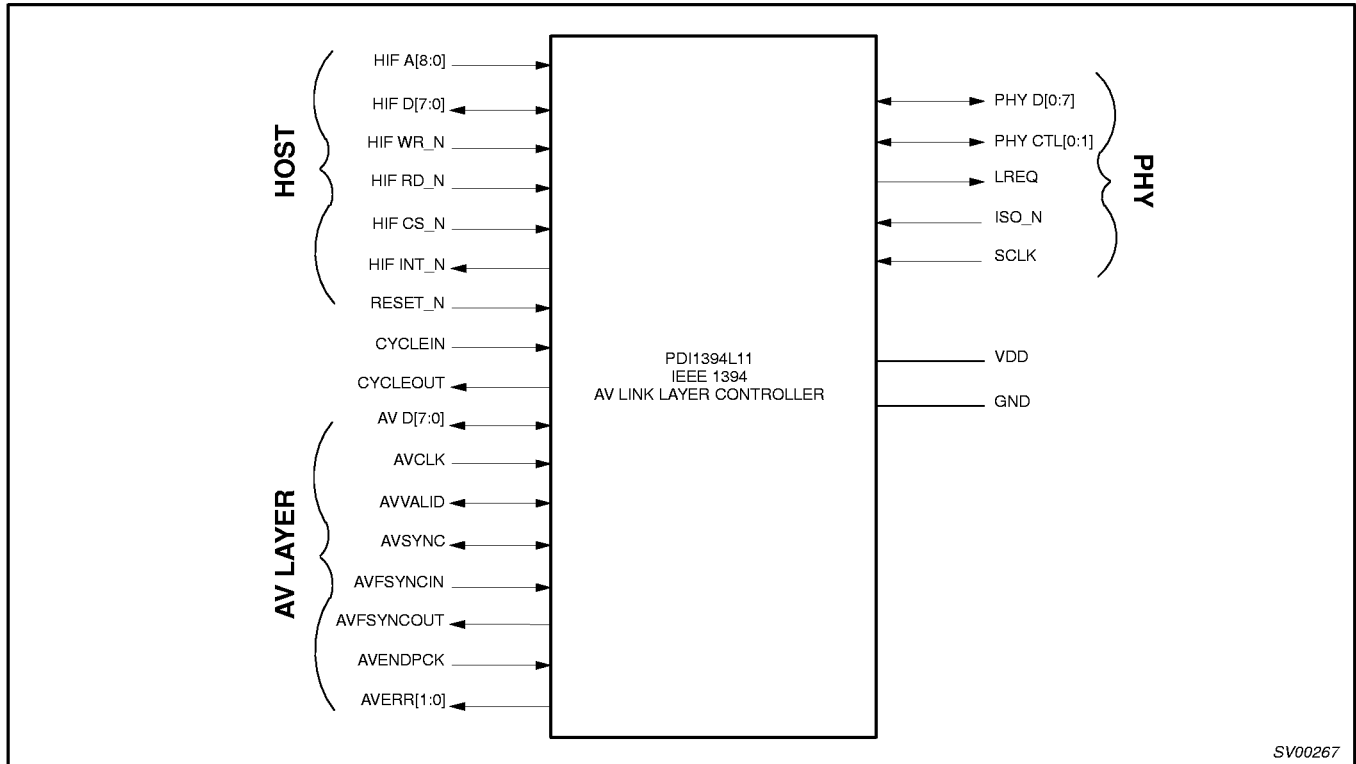 HOST
HIF A[8:0]
HIF D[7:0]
HIF WR_N
HIF RD_N
HIF CS_N
HIF INT_N
RESET_N
CYCLEIN
CYCLEOUT
AV LAYER
AV D[7:0]
AVCLK
AVVALID
AVSYNC
AVFSYNCIN
AVFSYNCOUT
AVENDPCK
AVERR[1:0]
PDI1394L11
IEEE 1394
AV LINK LAYER CONTROLLER
PHY D[0:7]
PHY CTL[0:1]
LREQ
ISO_N
SCLK
PHY
VDD
GND
SV00267